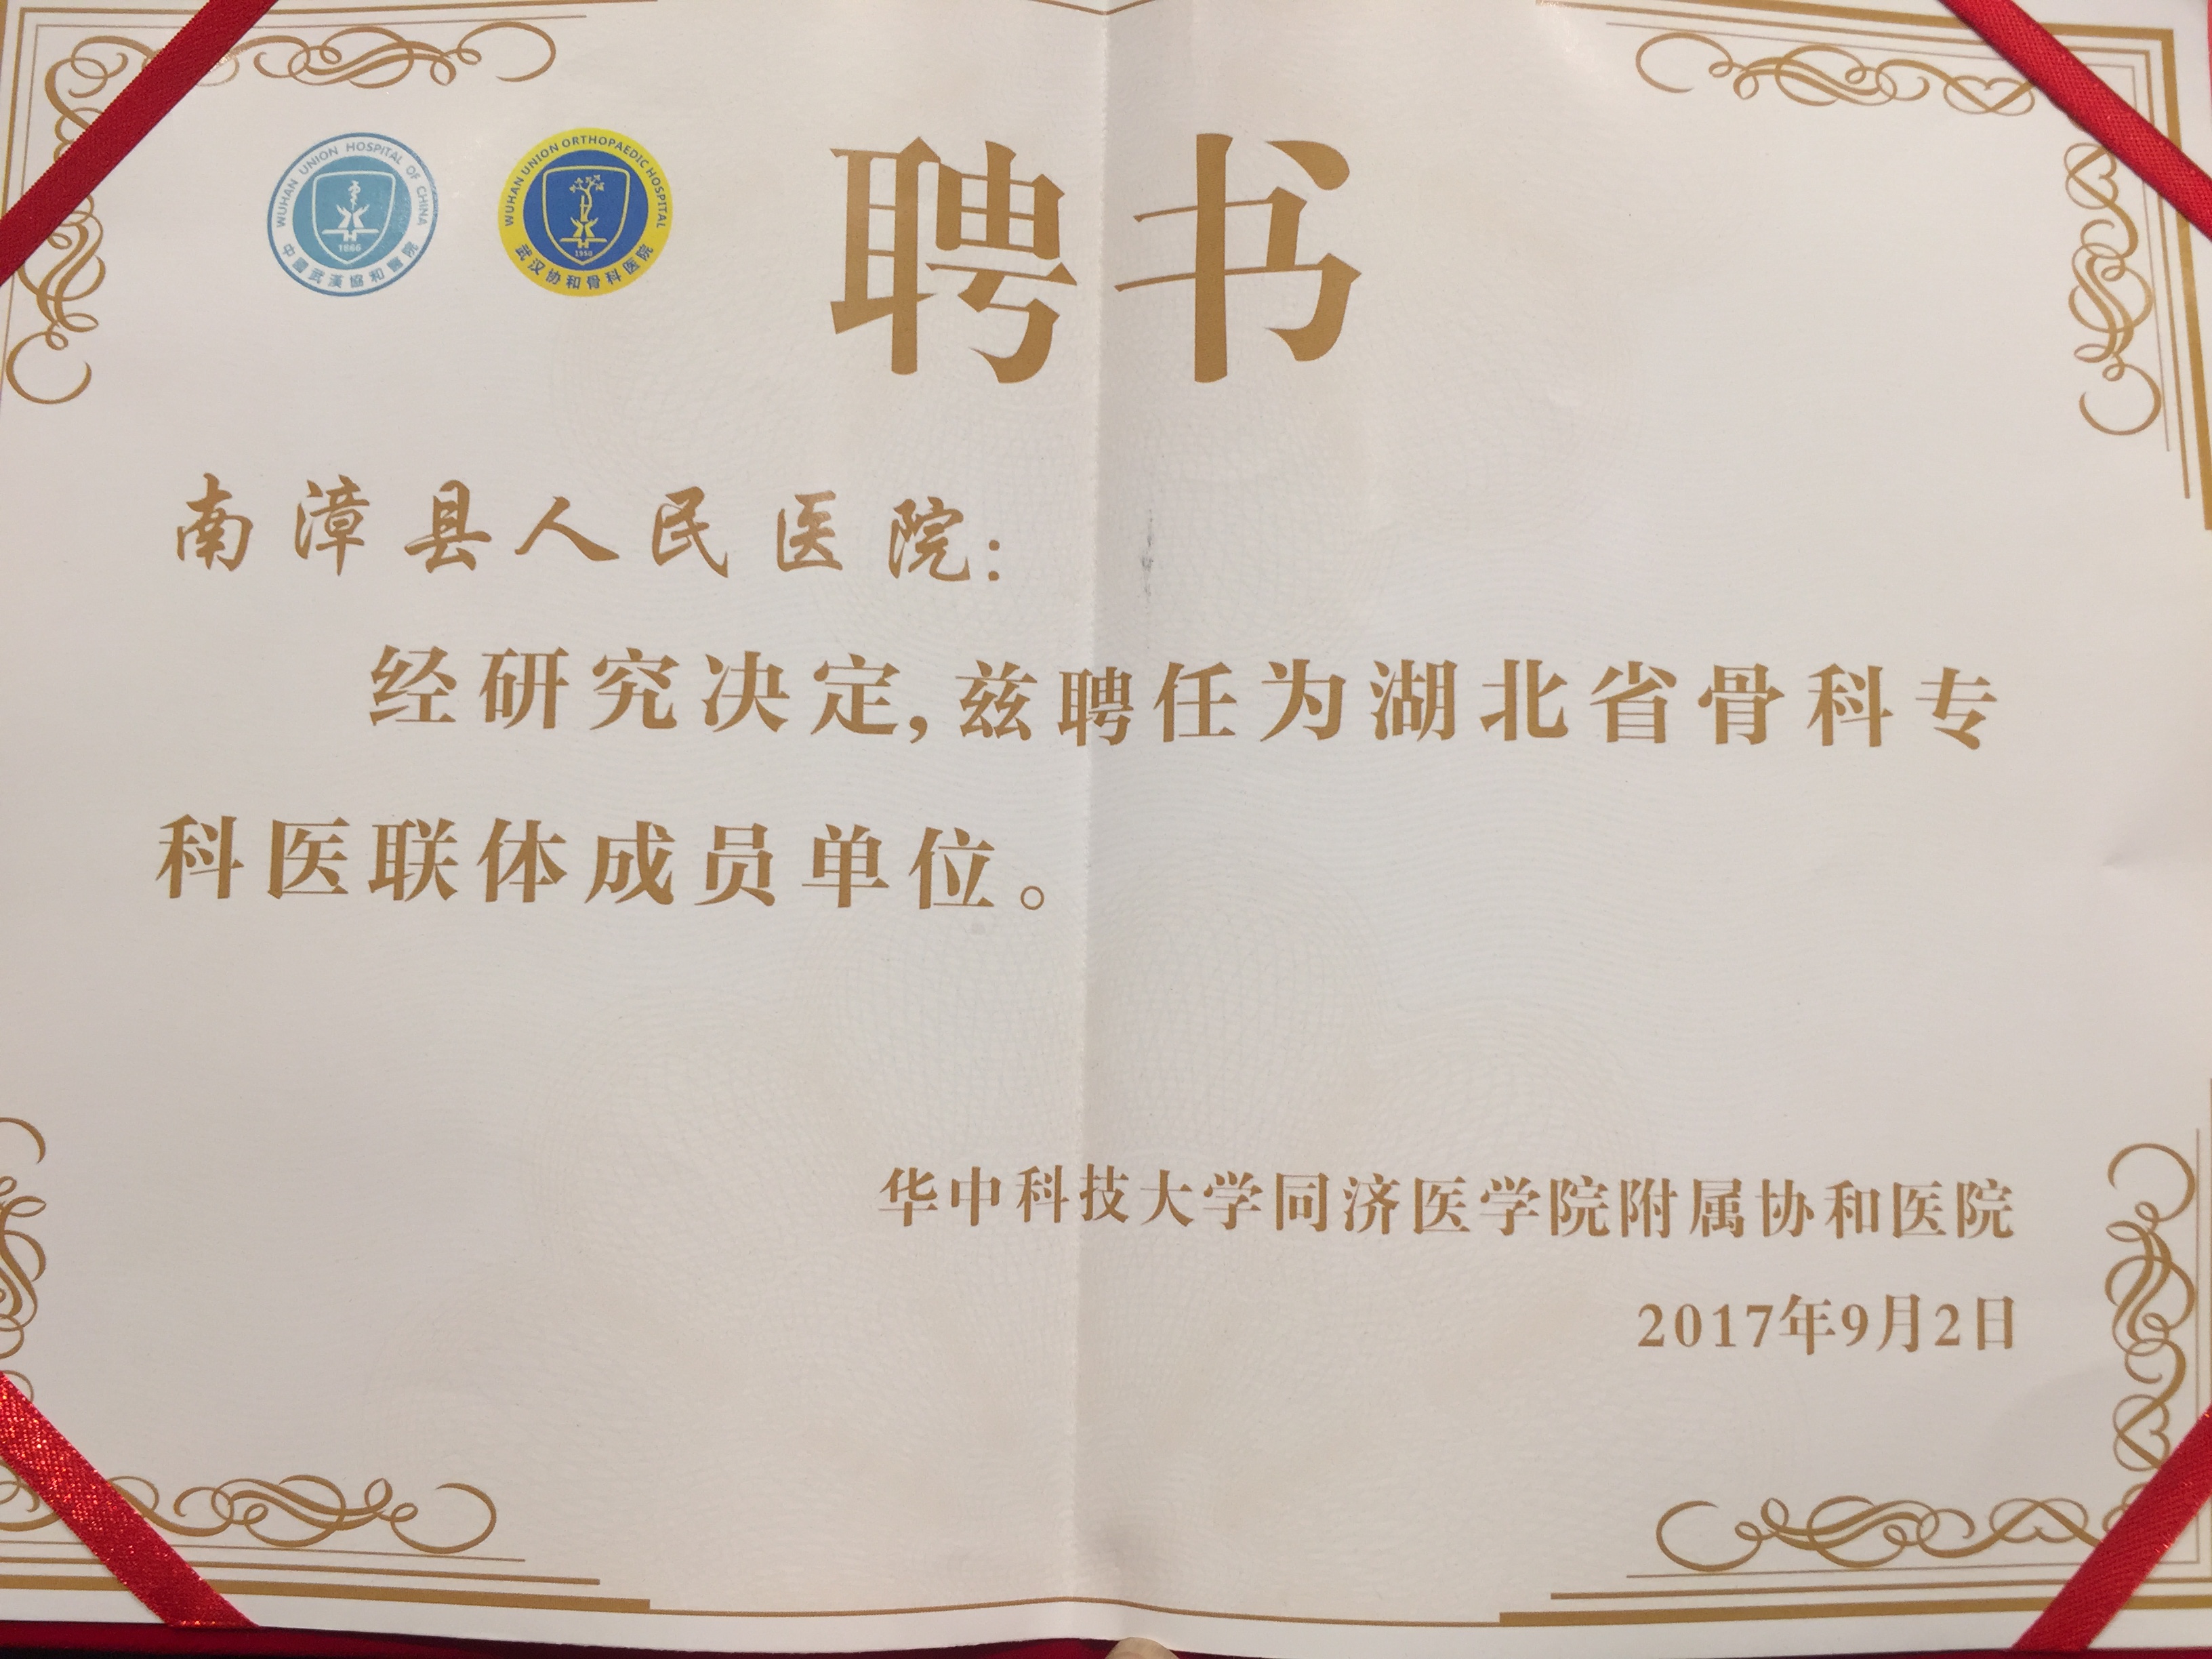 WUHAN UNION HOSPITAL OF CHINA
1866
中國武漢協和醫院
WUHAN UNION ORTHOPAEDIC HOSPITAL
武汉协和骨科医院
聘书
南漳县人民医院：
经研究决定，兹聘任为湖北省骨科专
科医联体成员单位。
华中科技大学同济医学院附属协和医院
2017年9月2日